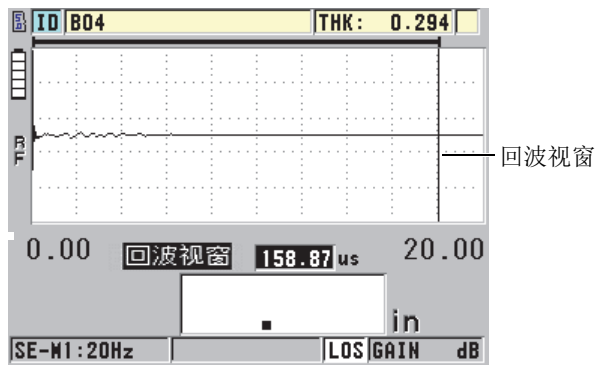 ID B04 THK: 0.294
RF
回波视窗
0.00 回波视窗 158.87 us 20.00
. in
SE-M1:20Hz LOS GAIN dB